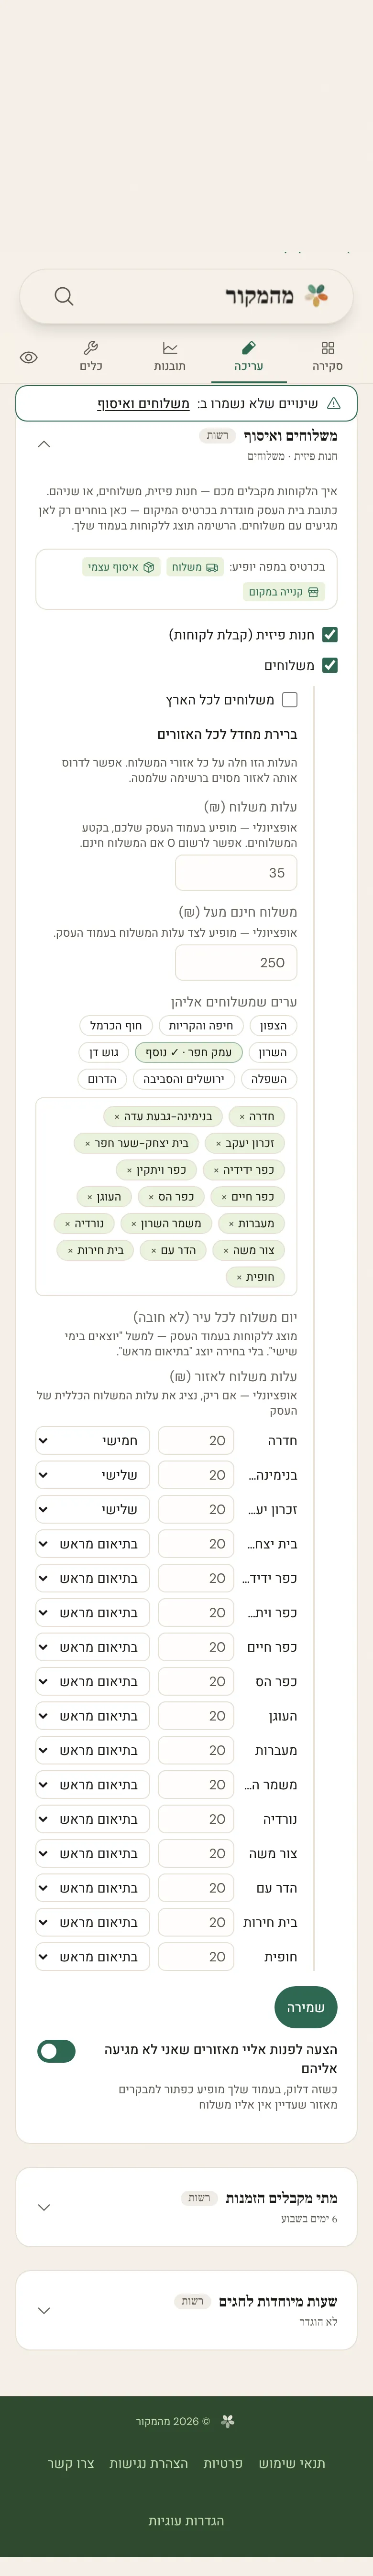 מהמקור
סקירה
עריכה
תובנות
כלים
שינויים שלא נשמרו ב: משלוחים ואיסוף
משלוחים ואיסוף רשות
חנות פיזית · משלוחים
איך הלקוחות מקבלים מכם — חנות פיזית, משלוחים, או שניהם.
כתובת בית העסק מוגדרת בכרטיס המיקום — כאן בוחרים רק לאן
מגיעים עם משלוחים. הרשימה תוצג ללקוחות בעמוד שלך.
בכרטיס במפה יופיע: משלוח איסוף עצמי
קנייה במקום
חנות פיזית (קבלת לקוחות)
משלוחים
משלוחים לכל הארץ
ברירת מחדל לכל האזורים
העלות הזו חלה על כל אזורי המשלוח. אפשר לדרוס
אותה לאזור מסוים ברשימה שלמטה.
עלות משלוח (₪)
אופציונלי — מופיע בעמוד העסק שלכם, בקטע
המשלוחים. אפשר לרשום 0 אם המשלוח חינם.
35
משלוח חינם מעל (₪)
אופציונלי — מופיע לצד עלות המשלוח בעמוד העסק.
250
ערים שמשלוחים אליהן
הצפון חיפה והקריות חוף הכרמל
השרון עמק חפר · ✓ נוסף גוש דן
השפלה ירושלים והסביבה הדרום
חדרה × בנימינה-גבעת עדה ×
זכרון יעקב × בית יצחק-שער חפר ×
כפר ידידיה × כפר ויתקין ×
כפר חיים × כפר הס × העוגן ×
מעברות × משמר השרון × נורדיה ×
צור משה × הדר עם × בית חירות ×
חופית ×
יום משלוח לכל עיר (לא חובה)
מוצג ללקוחות בעמוד העסק — למשל "יוצאים בימי
שישי". בלי בחירה יוצג "בתיאום מראש".
עלות משלוח לאזור (₪)
אופציונלי — אם ריק, נציג את עלות המשלוח הכללית של
העסק
חדרה 20 חמישי
בנימינה... 20 שלישי
זכרון יע... 20 שלישי
בית יצח... 20 בתיאום מראש
כפר ידיד... 20 בתיאום מראש
כפר וית... 20 בתיאום מראש
כפר חיים 20 בתיאום מראש
כפר הס 20 בתיאום מראש
העוגן 20 בתיאום מראש
מעברות 20 בתיאום מראש
משמר ה... 20 בתיאום מראש
נורדיה 20 בתיאום מראש
צור משה 20 בתיאום מראש
הדר עם 20 בתיאום מראש
בית חירות 20 בתיאום מראש
חופית 20 בתיאום מראש
שמירה
הצעה לפנות אליי מאזורים שאני לא מגיעה
אליהם
כשזה דלוק, בעמוד שלך מופיע כפתור למבקרים
מאזור שעדיין אין אליו משלוח
מתי מקבלים הזמנות רשות
6 ימים בשבוע
שעות מיוחדות לחגים רשות
לא הוגדר
© 2026 מהמקור
תנאי שימוש פרטיות הצהרת נגישות צרו קשר
הגדרות עוגיות